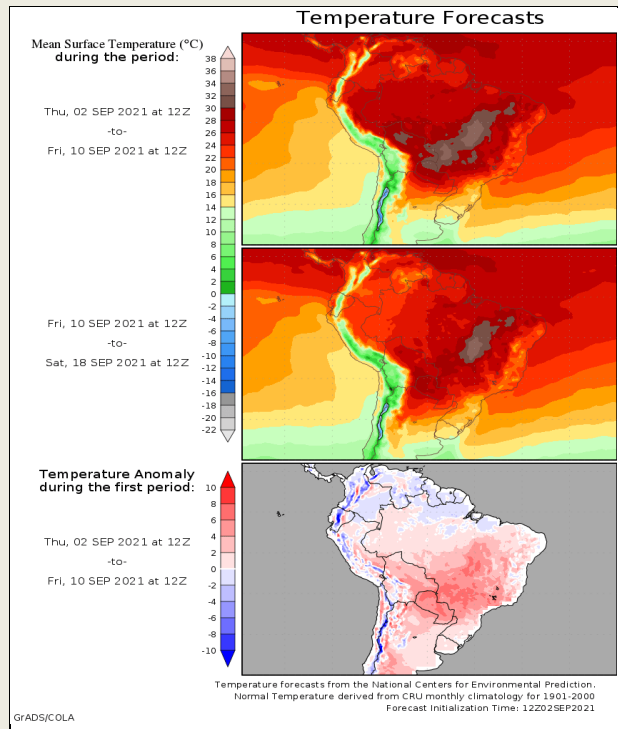 Temperature Forecasts
Mean Surface Temperature (°C)
during the period:
Thu, 02 SEP 2021 at 12Z
-to-
Fri, 10 SEP 2021 at 12Z
38
36
34
32
30
28
26
24
22
20
18
16
14
12
10
8
6
4
2
0
-2
-4
-6
-8
-10
-12
-14
-16
-18
-20
-22
Fri, 10 SEP 2021 at 12Z
-to-
Sat, 18 SEP 2021 at 12Z
Temperature Anomaly
during the first period:
Thu, 02 SEP 2021 at 12Z
-to-
Fri, 10 SEP 2021 at 12Z
10
8
6
4
2
0
-2
-4
-6
-8
-10
Temperature forecasts from the National Centers for Environmental Prediction.
Normal Temperature derived from CRU monthly climatology for 1901-2000
Forecast Initialization Time: 12Z02SEP2021
GrADS/COLA